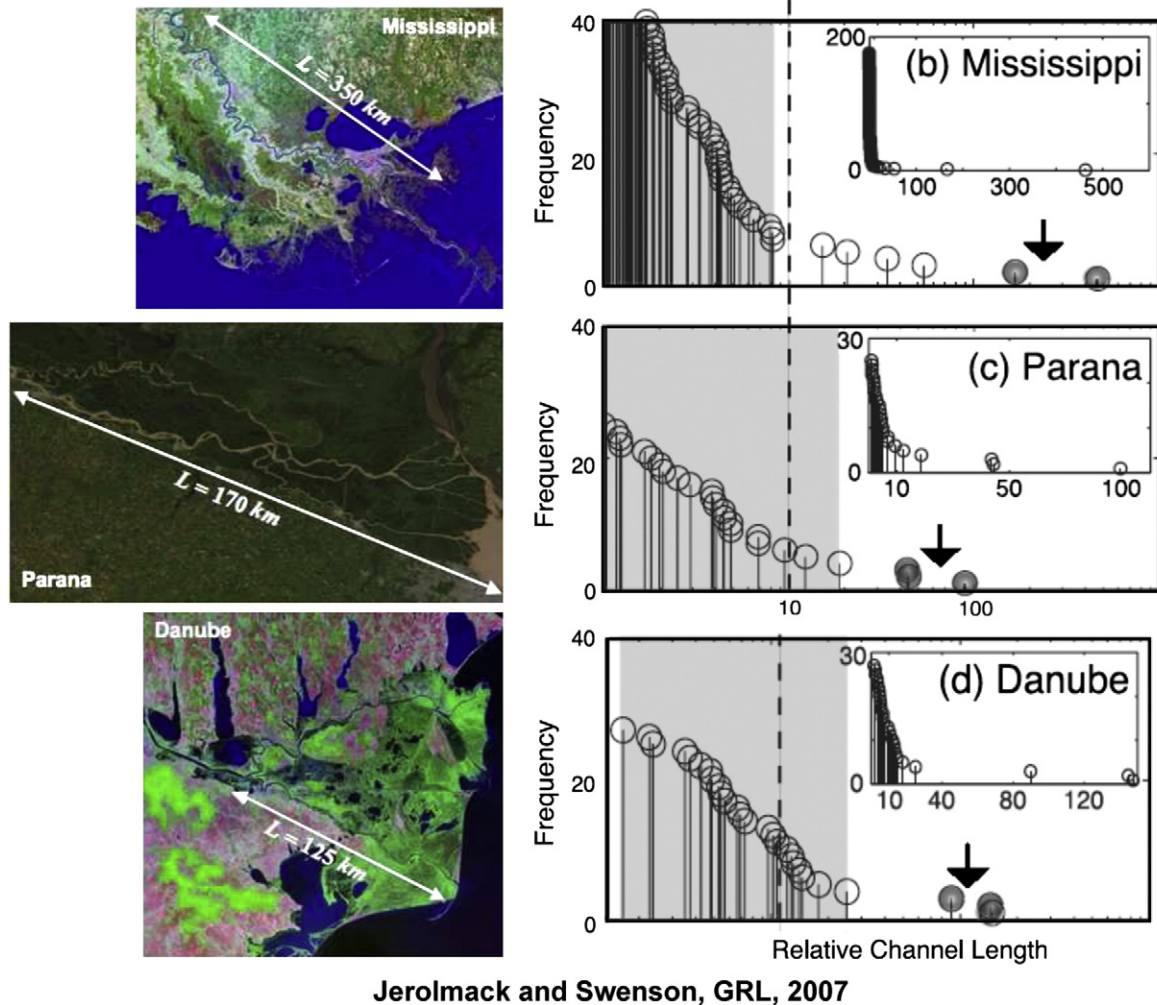 Mississippi
L = 350 km
40
20
0
Frequency
200
0
100
300
500
(b) Mississippi
Parana
L = 170 km
40
20
0
Frequency
30
0
10
50
100
(c) Parana
10
100
Danube
L = 125 km
40
20
0
Frequency
30
0
10
40
80
120
(d) Danube
Relative Channel Length
Jerolmack and Swenson, GRL, 2007